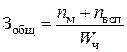 З_общ = (n_м + n_всп) / W_ч